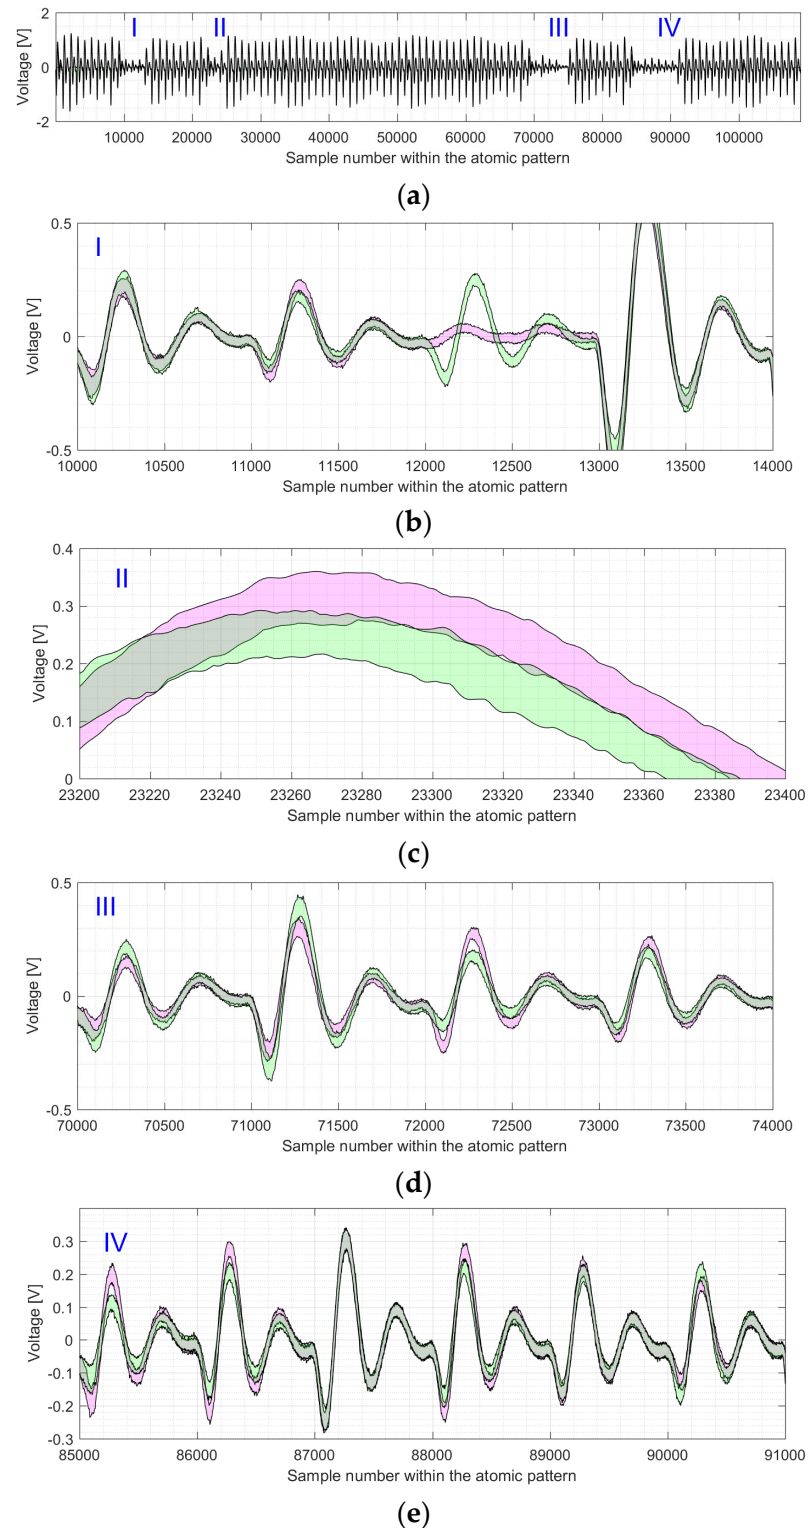 I II III IV
2
0
-2
Voltage [V]
10000 20000 30000 40000 50000 60000 70000 80000 90000 100000
Sample number within the atomic pattern
(a)
I
0.5
0
-0.5
Voltage [V]
10000 10500 11000 11500 12000 12500 13000 13500 14000
Sample number within the atomic pattern
(b)
II
0.4
0.3
0.2
0.1
0
Voltage [V]
23200 23220 23240 23260 23280 23300 23320 23340 23360 23380 23400
Sample number within the atomic pattern
(c)
III
0.5
0
-0.5
Voltage [V]
70000 70500 71000 71500 72000 72500 73000 73500 74000
Sample number within the atomic pattern
(d)
IV
0.3
0.2
0.1
0
-0.1
-0.2
-0.3
Voltage [V]
85000 86000 87000 88000 89000 90000 91000
Sample number within the atomic pattern
(e)